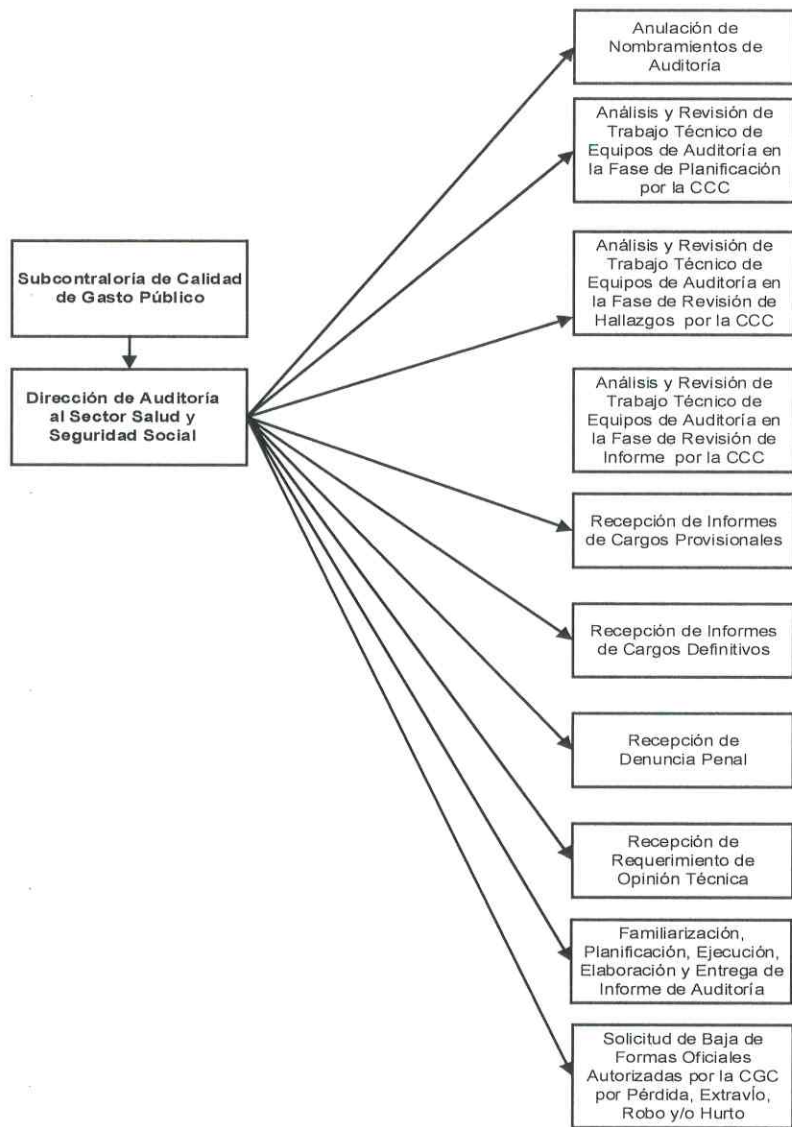 Anulación de
Nombramientos de
Auditoría
Análisis y Revisión de
Trabajo Técnico de
Equipos de Auditoría en
la Fase de Planificación
por la CCC
Subcontraloría de Calidad
de Gasto Público
Análisis y Revisión de
Trabajo Técnico de
Equipos de Auditoría en
la Fase de Revisión de
Hallazgos por la CCC
Dirección de Auditoría
al Sector Salud y
Seguridad Social
Análisis y Revisión de
Trabajo Técnico de
Equipos de Auditoría en
la Fase de Revisión de
Informe por la CCC
Recepción de Informes
de Cargos Provisionales
Recepción de Informes
de Cargos Definitivos
Recepción de
Denuncia Penal
Recepción de
Requerimiento de
Opinión Técnica
Familiarización,
Planificación, Ejecución,
Elaboración y Entrega de
Informe de Auditoría
Solicitud de Baja de
Formas Oficiales
Autorizadas por la CGC
por Pérdida, Extravío,
Robo y/o Hurto